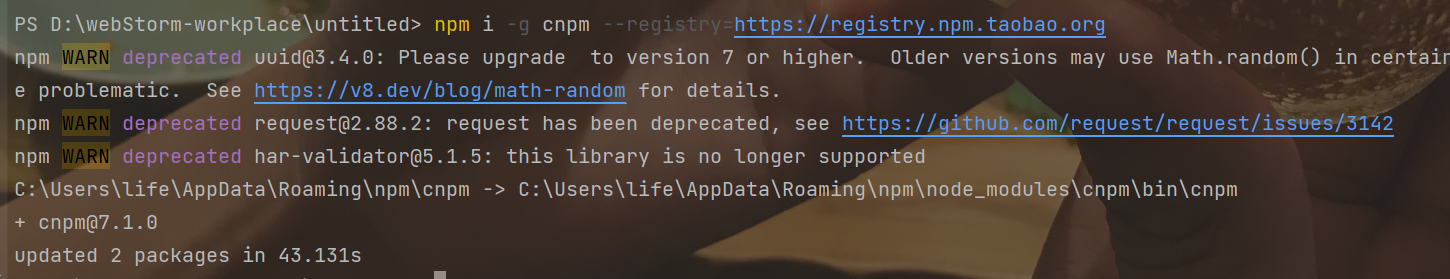 PS D:\webStorm-workplace\untitled> npm i -g cnpm --registry=https://registry.npm.taobao.org
npm WARN deprecated uuid@3.4.0: Please upgrade  to version 7 or higher.  Older versions may use Math.random() in certain
e problematic.  See https://v8.dev/blog/math-random for details.
npm WARN deprecated request@2.88.2: request has been deprecated, see https://github.com/request/request/issues/3142
npm WARN deprecated har-validator@5.1.5: this library is no longer supported
C:\Users\life\AppData\Roaming\npm\cnpm -> C:\Users\life\AppData\Roaming\npm\node_modules\cnpm\bin\cnpm
+ cnpm@7.1.0
updated 2 packages in 43.131s